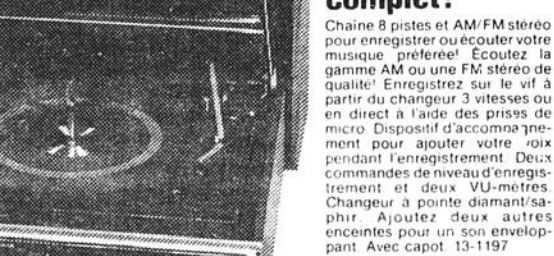 complet!
Chaine 8 pistes et AM/FM stéréo
pour enregistrer ou écouter votre
musique préférée! Écoutez la
gamme AM ou une FM stéréo de
qualité! Enregistrez sur le vif à
partir du changeur 3 vitesses ou
en direct à l'aide des prises de
micro. Dispositif d'accompagne-
ment pour ajouter votre voix
pendant l'enregistrement. Deux
commandes de niveau d'enregis-
trement et deux VU-mètres.
Changeur à pointe diamant/sa-
phir. Ajoutez deux autres
enceintes pour un son envelop-
pant. Avec capot. 13-1197